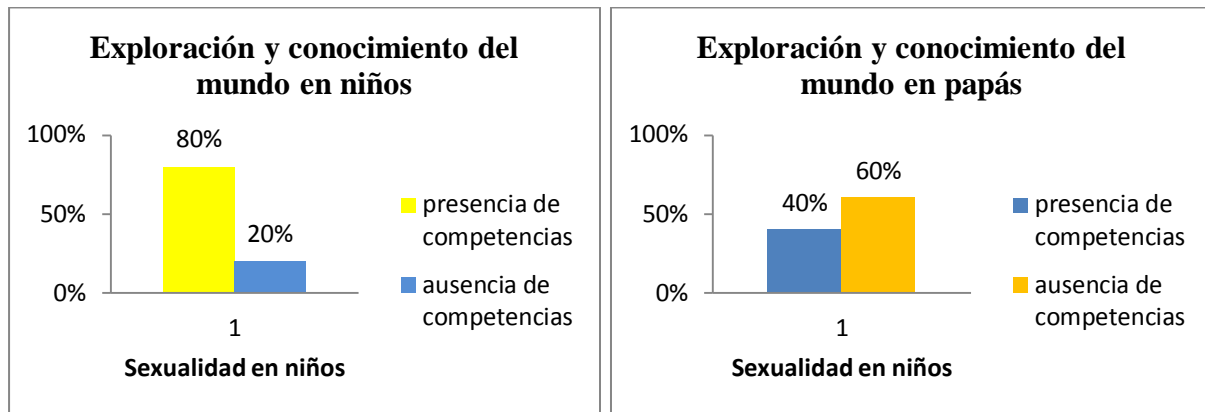 Exploración y conocimiento del
mundo en niños
100%
80%
50%
20%
0%
1
Sexualidad en niños
presencia de
competencias
ausencia de
competencias
Exploración y conocimiento del
mundo en papás
100%
60%
40%
50%
0%
1
Sexualidad en niños
presencia de
competencias
ausencia de
competencias